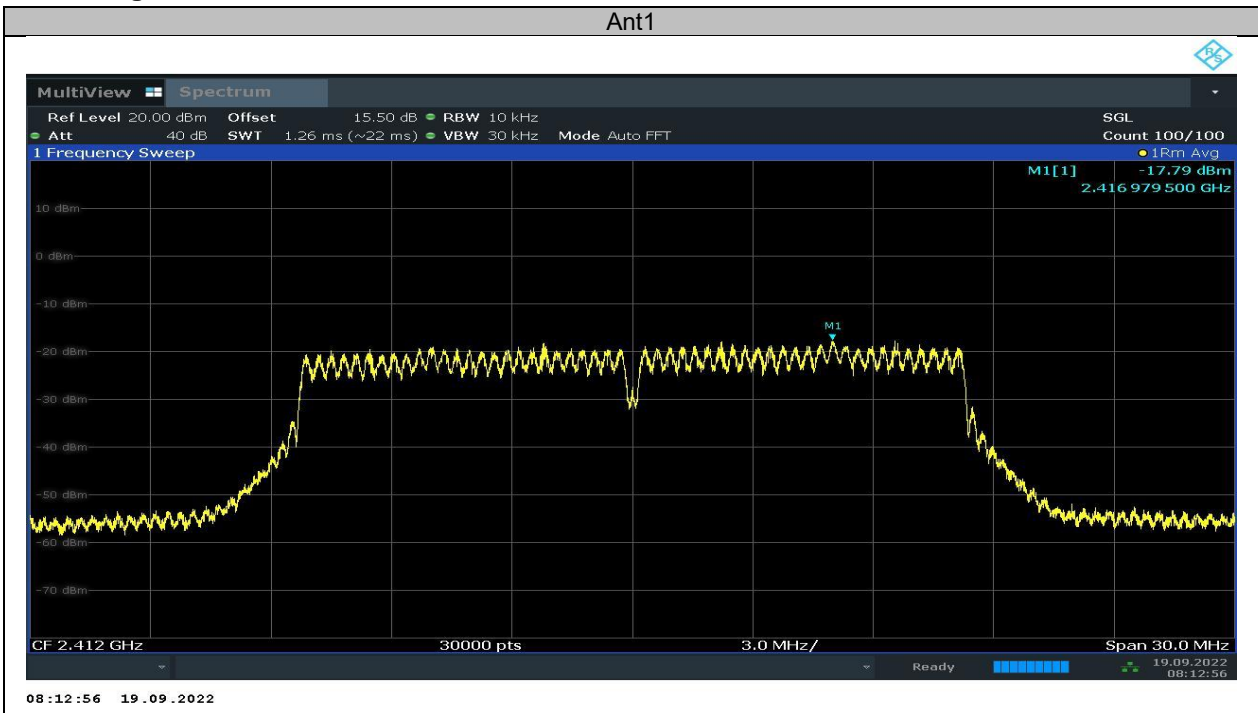 Ant1
R&S
MultiView Spectrum
Ref Level 20.00 dBm Offset 15.50 dB RBW 10 kHz SGL
Att 40 dB SWT 1.26 ms (~22 ms) VBW 30 kHz Mode Auto FFT Count 100/100
1 Frequency Sweep 1Rm Avg
M1[1] -17.79 dBm
2.416 979 500 GHz
10 dBm
0 dBm
-10 dBm
M1
-20 dBm
-30 dBm
-40 dBm
-50 dBm
-60 dBm
-70 dBm
CF 2.412 GHz 30000 pts 3.0 MHz/ Span 30.0 MHz
Ready 19.09.2022
08:12:56
08:12:56 19.09.2022